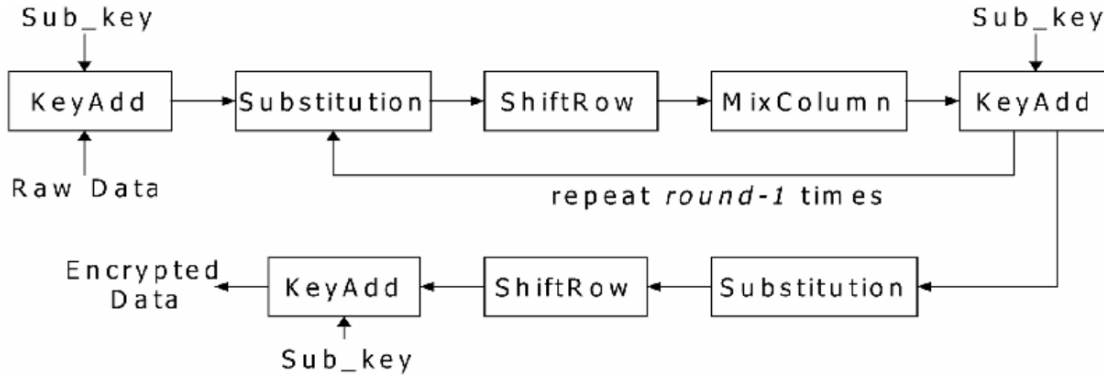 Sub_key
Sub_key
KeyAdd
Substitution
ShiftRow
MixColumn
KeyAdd
Raw Data
repeat round-1 times
Encrypted
Data
KeyAdd
ShiftRow
Substitution
Sub_key